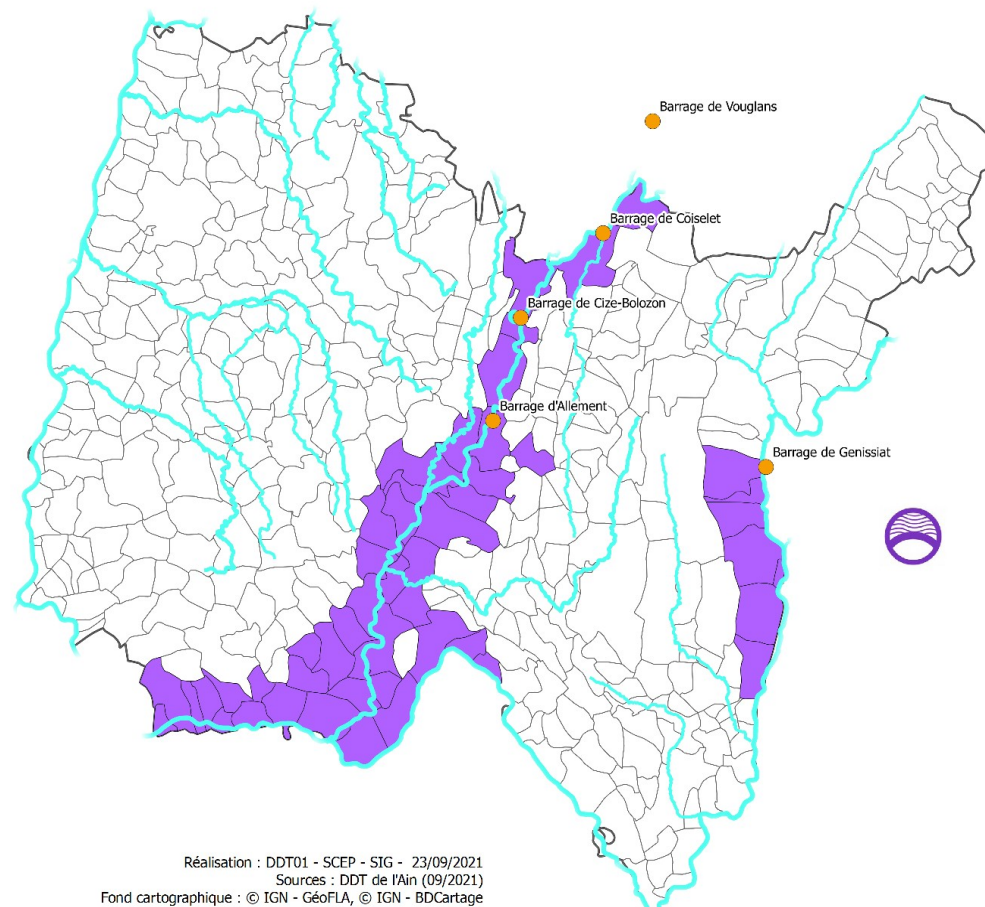 Barrage de Vouglans
Barrage de Coiselet
Barrage de Cize-Bolozon
Barrage d'Allement
Barrage de Genissiat
Réalisation : DDT01 - SCEP - SIG - 23/09/2021
Sources : DDT de l'Ain (09/2021)
Fond cartographique : © IGN - GéoFLA, © IGN - BDCartage